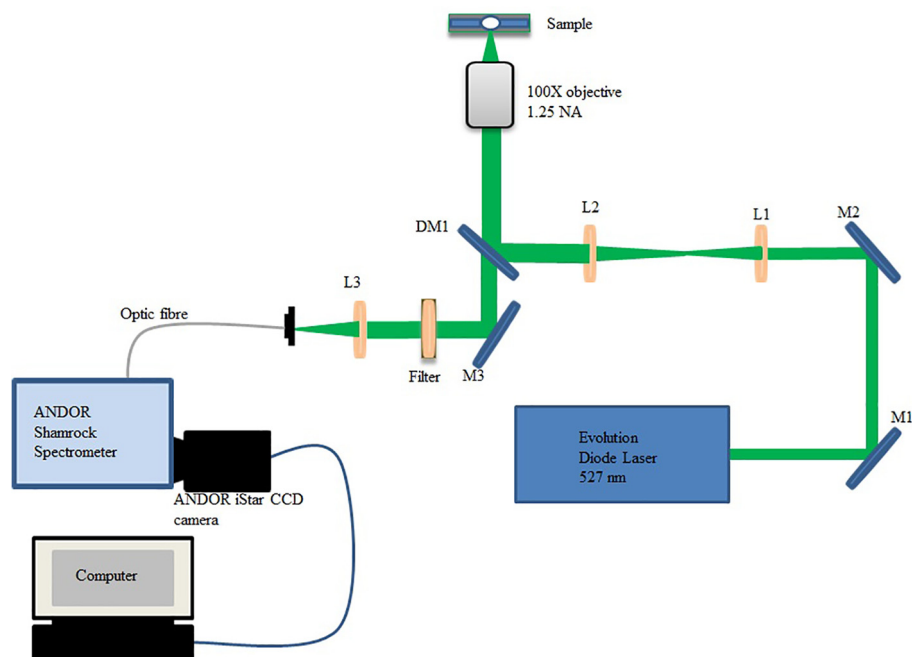 Sample
100X objective
1.25 NA
DM1
L2
L1
M2
L3
Optic fibre
Filter
M3
M1
ANDOR
Shamrock
Spectrometer
Evolution
Diode Laser
527 nm
ANDOR iStar CCD
camera
Computer